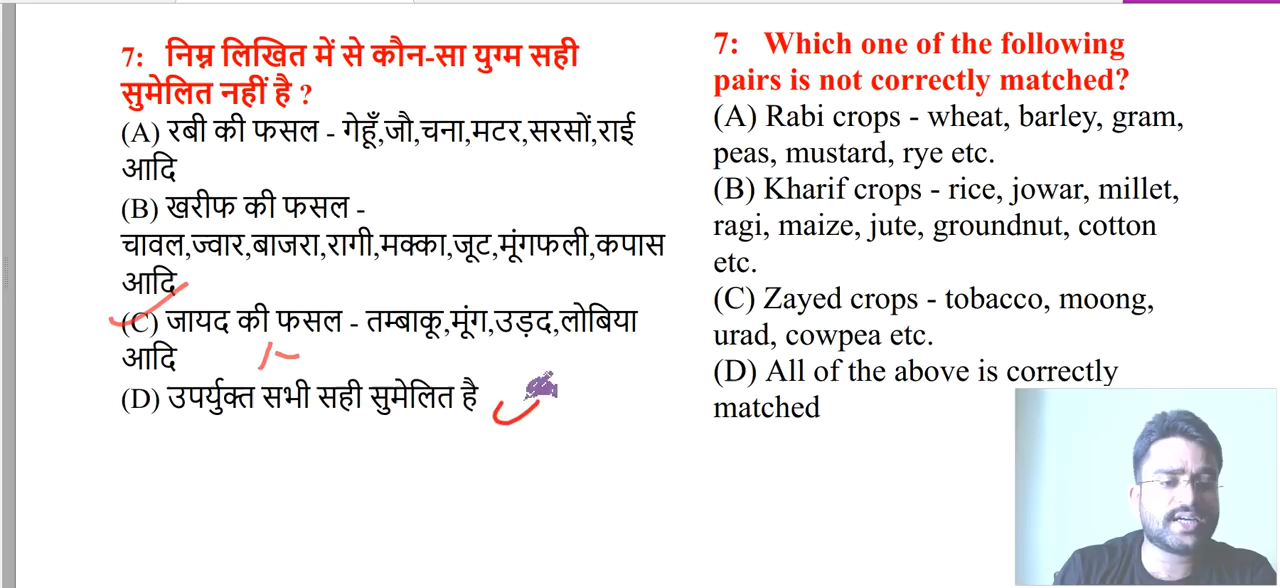 7: निम्न लिखित में से कौन-सा युग्म सही
सुमेलित नहीं है ?
(A) रबी की फसल - गेहूँ,जौ,चना,मटर,सरसों,राई
आदि
(B) खरीफ की फसल -
चावल,ज्वार,बाजरा,रागी,मक्का,जूट,मूंगफली,कपास
आदि
(C) जायद की फसल - तम्बाकू,मूंग,उड़द,लोबिया
आदि
(D) उपर्युक्त सभी सही सुमेलित है
7: Which one of the following
pairs is not correctly matched?
(A) Rabi crops - wheat, barley, gram,
peas, mustard, rye etc.
(B) Kharif crops - rice, jowar, millet,
ragi, maize, jute, groundnut, cotton
etc.
(C) Zayed crops - tobacco, moong,
urad, cowpea etc.
(D) All of the above is correctly
matched